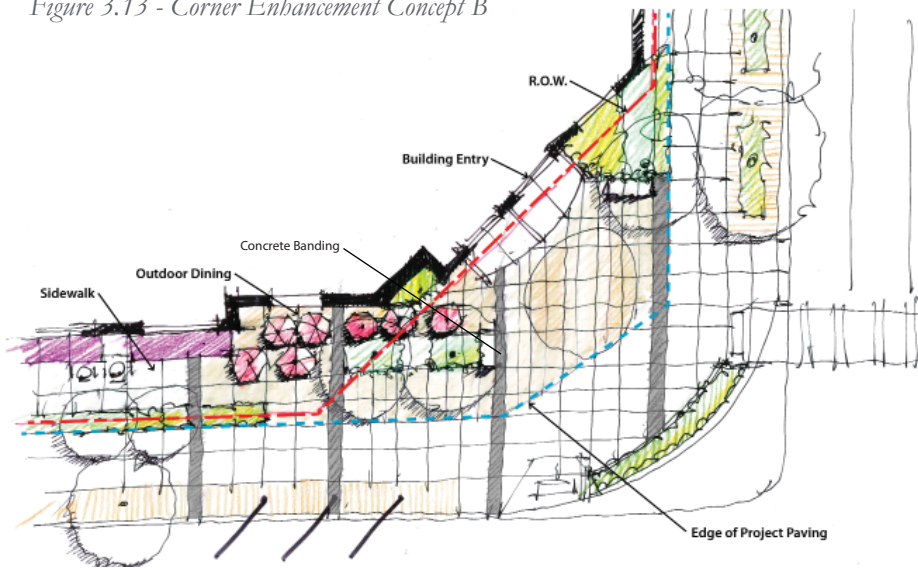 Figure 3.13 - Corner Enhancement Concept B
R.O.W.
Building Entry
Concrete Banding
Outdoor Dining
Sidewalk
Edge of Project Paving